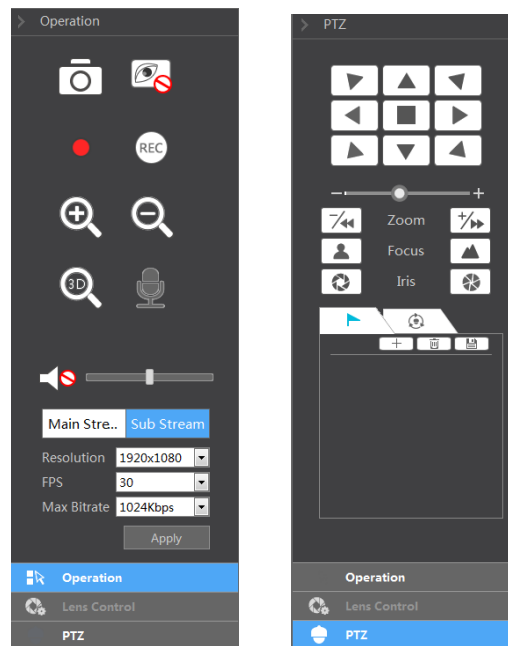 Operation
REC
3D
Main Stre.. Sub Stream
Resolution 1920x1080
FPS 30
Max Bitrate 1024Kbps
Apply
Operation
Lens Control
PTZ
PTZ
Zoom
Focus
Iris
Operation
Lens Control
PTZ